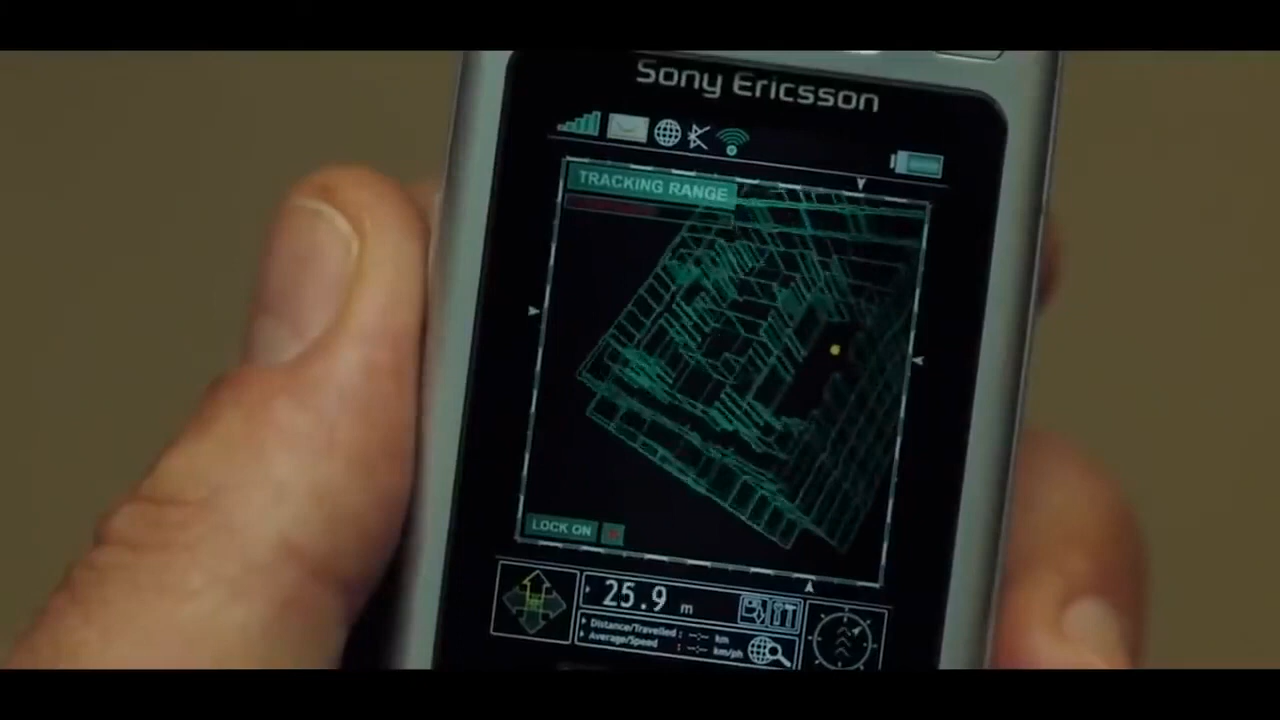 Sony Ericsson
TRACKING RANGE
LOCK ON
25.9 m
Distance/Travelled : --:-- km
Average/Speed : --:-- km/ph